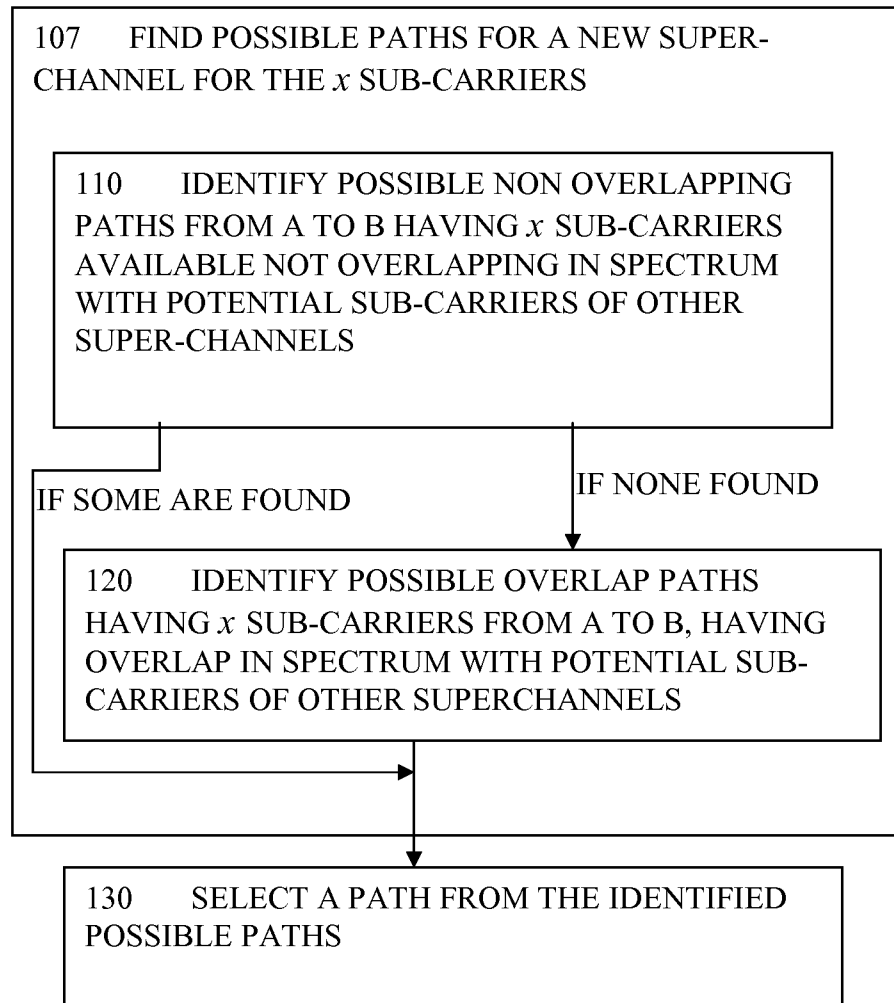 107 FIND POSSIBLE PATHS FOR A NEW SUPER-
CHANNEL FOR THE x SUB-CARRIERS
110 IDENTIFY POSSIBLE NON OVERLAPPING
PATHS FROM A TO B HAVING x SUB-CARRIERS
AVAILABLE NOT OVERLAPPING IN SPECTRUM
WITH POTENTIAL SUB-CARRIERS OF OTHER
SUPER-CHANNELS
IF SOME ARE FOUND
IF NONE FOUND
120 IDENTIFY POSSIBLE OVERLAP PATHS
HAVING x SUB-CARRIERS FROM A TO B, HAVING
OVERLAP IN SPECTRUM WITH POTENTIAL SUB-
CARRIERS OF OTHER SUPERCHANNELS
130 SELECT A PATH FROM THE IDENTIFIED
POSSIBLE PATHS